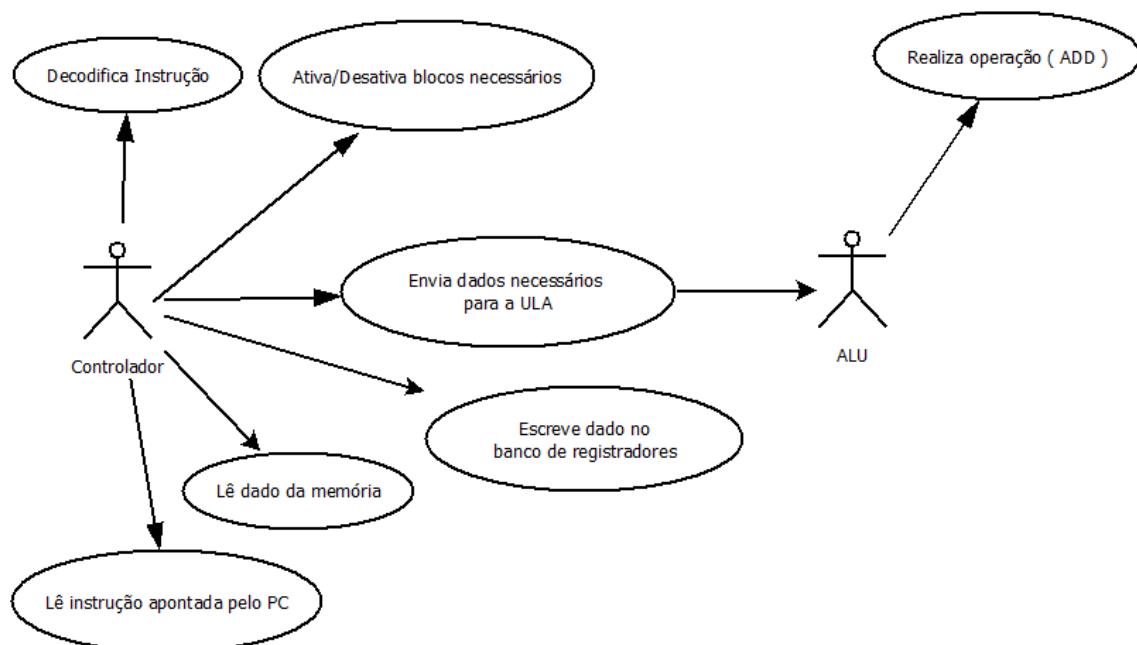 Realiza operação ( ADD )
Decodifica Instrução
Ativa/Desativa blocos necessários
Envia dados necessários
para a ULA
Controlador
ALU
Escreve dado no
banco de registradores
Lê dado da memória
Lê instrução apontada pelo PC